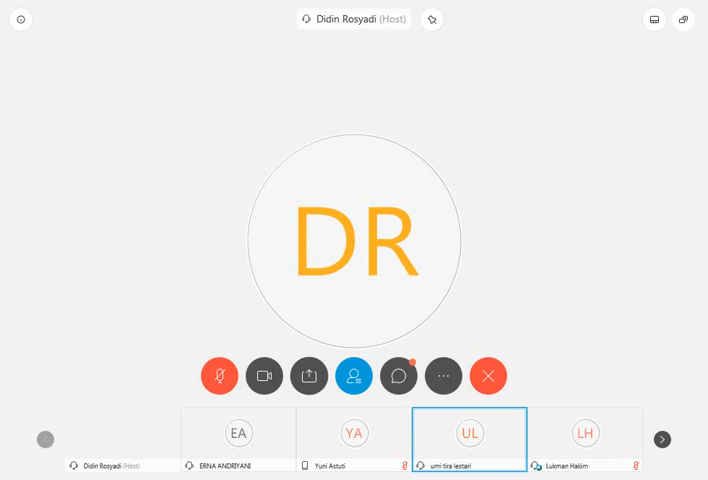 Didin Rosyadi (Host)
DR
EA
YA
UL
LH
Didin Rosyadi (Host)
ERNA ANDRIYANI
Yuni Astuti
umi tira lestari
Lukman Hakim